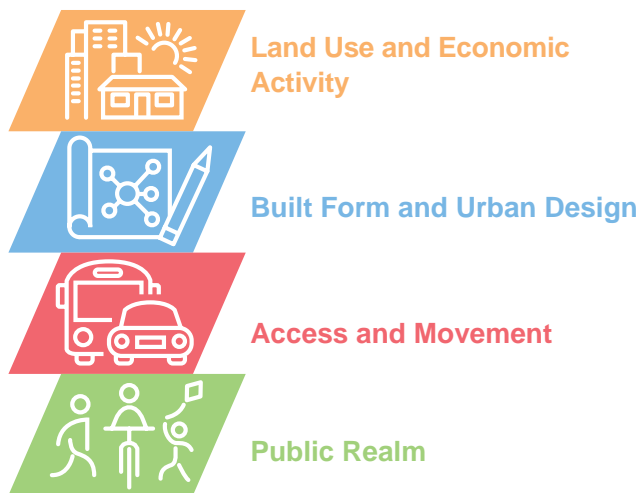 Land Use and Economic
Activity
Built Form and Urban Design
Access and Movement
Public Realm